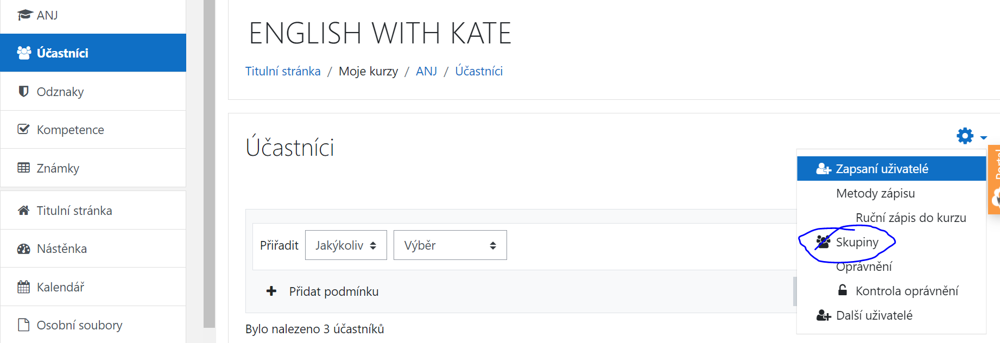 ANJ
Účastníci
Odznaky
Kompetence
Známky
Titulní stránka
Nástěnka
Kalendář
Osobní soubory
ENGLISH WITH KATE
Titulní stránka / Moje kurzy / ANJ / Účastníci
Účastníci
Zapsaní uživatelé
Metody zápisu
Ruční zápis do kurzu
Skupiny
Oprávnění
Kontrola oprávnění
Další uživatelé
Přiřadit Jakýkoliv Výběr
Přidat podmínku
Bylo nalezeno 3 účastníků